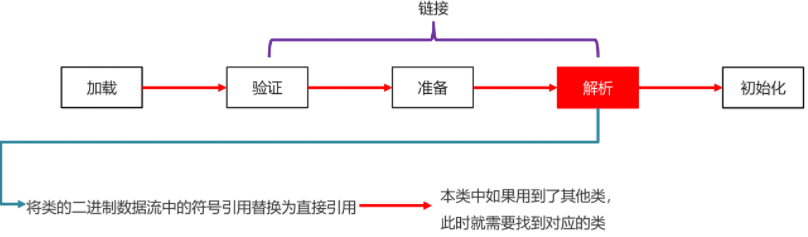 链接
加载
验证
准备
解析
初始化
将类的二进制数据流中的符号引用替换为直接引用
本类中如果用到了其他类，
此时就需要找到对应的类